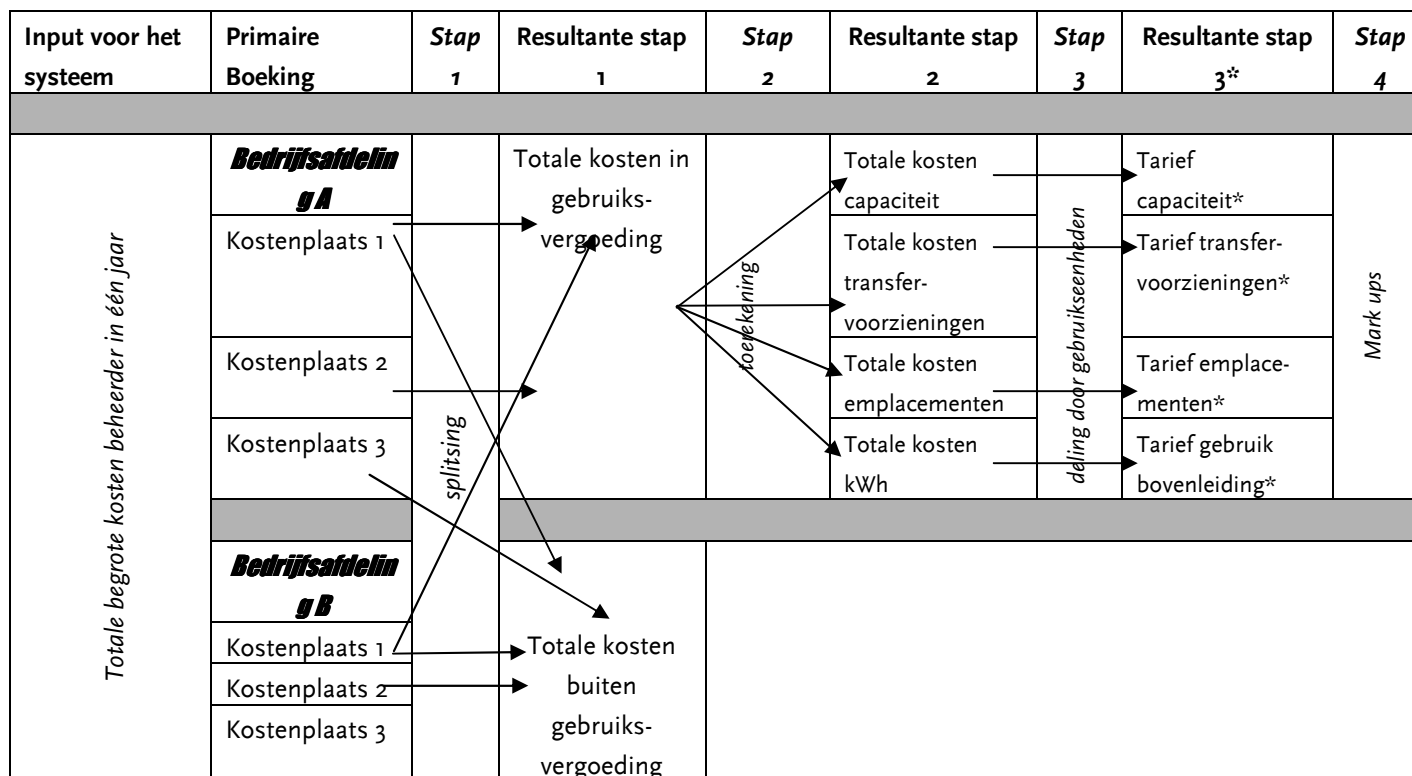 Input voor het
systeem
Primaire
Boeking
Stap
1
Resultante stap
1
Stap
2
Resultante stap
2
Stap
3
Resultante stap
3*
Stap
4
Totale begrote kosten beheerder in één jaar
Bedrijfsafdelin
g A
Kostenplaats 1
Kostenplaats 2
Kostenplaats 3
Bedrijfsafdelin
g B
Kostenplaats 1
Kostenplaats 2
Kostenplaats 3
splitsing
Totale kosten in
gebruiks-
vergoeding
Totale kosten
buiten
gebruiks-
vergoeding
toerekening
Totale kosten
capaciteit
Totale kosten
transfer-
voorzieningen
Totale kosten
emplacementen
Totale kosten
kWh
deling door gebruikseenheden
Tarief
capaciteit*
Tarief transfer-
voorzieningen*
Tarief emplace-
menten*
Tarief gebruik
bovenleiding*
Mark ups